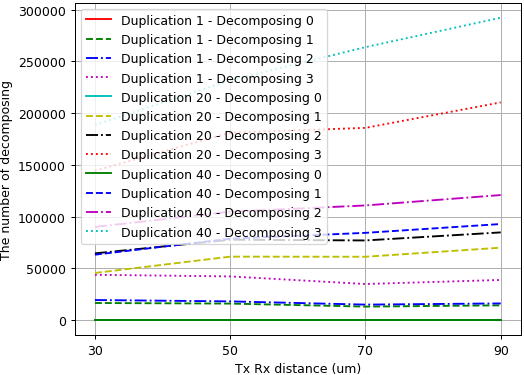 The number of decomposing
300000
250000
200000
150000
100000
50000
0
Duplication 1 - Decomposing 0
Duplication 1 - Decomposing 1
Duplication 1 - Decomposing 2
Duplication 1 - Decomposing 3
Duplication 20 - Decomposing 0
Duplication 20 - Decomposing 1
Duplication 20 - Decomposing 2
Duplication 20 - Decomposing 3
Duplication 40 - Decomposing 0
Duplication 40 - Decomposing 1
Duplication 40 - Decomposing 2
Duplication 40 - Decomposing 3
30 50 70 90
Tx Rx distance (um)